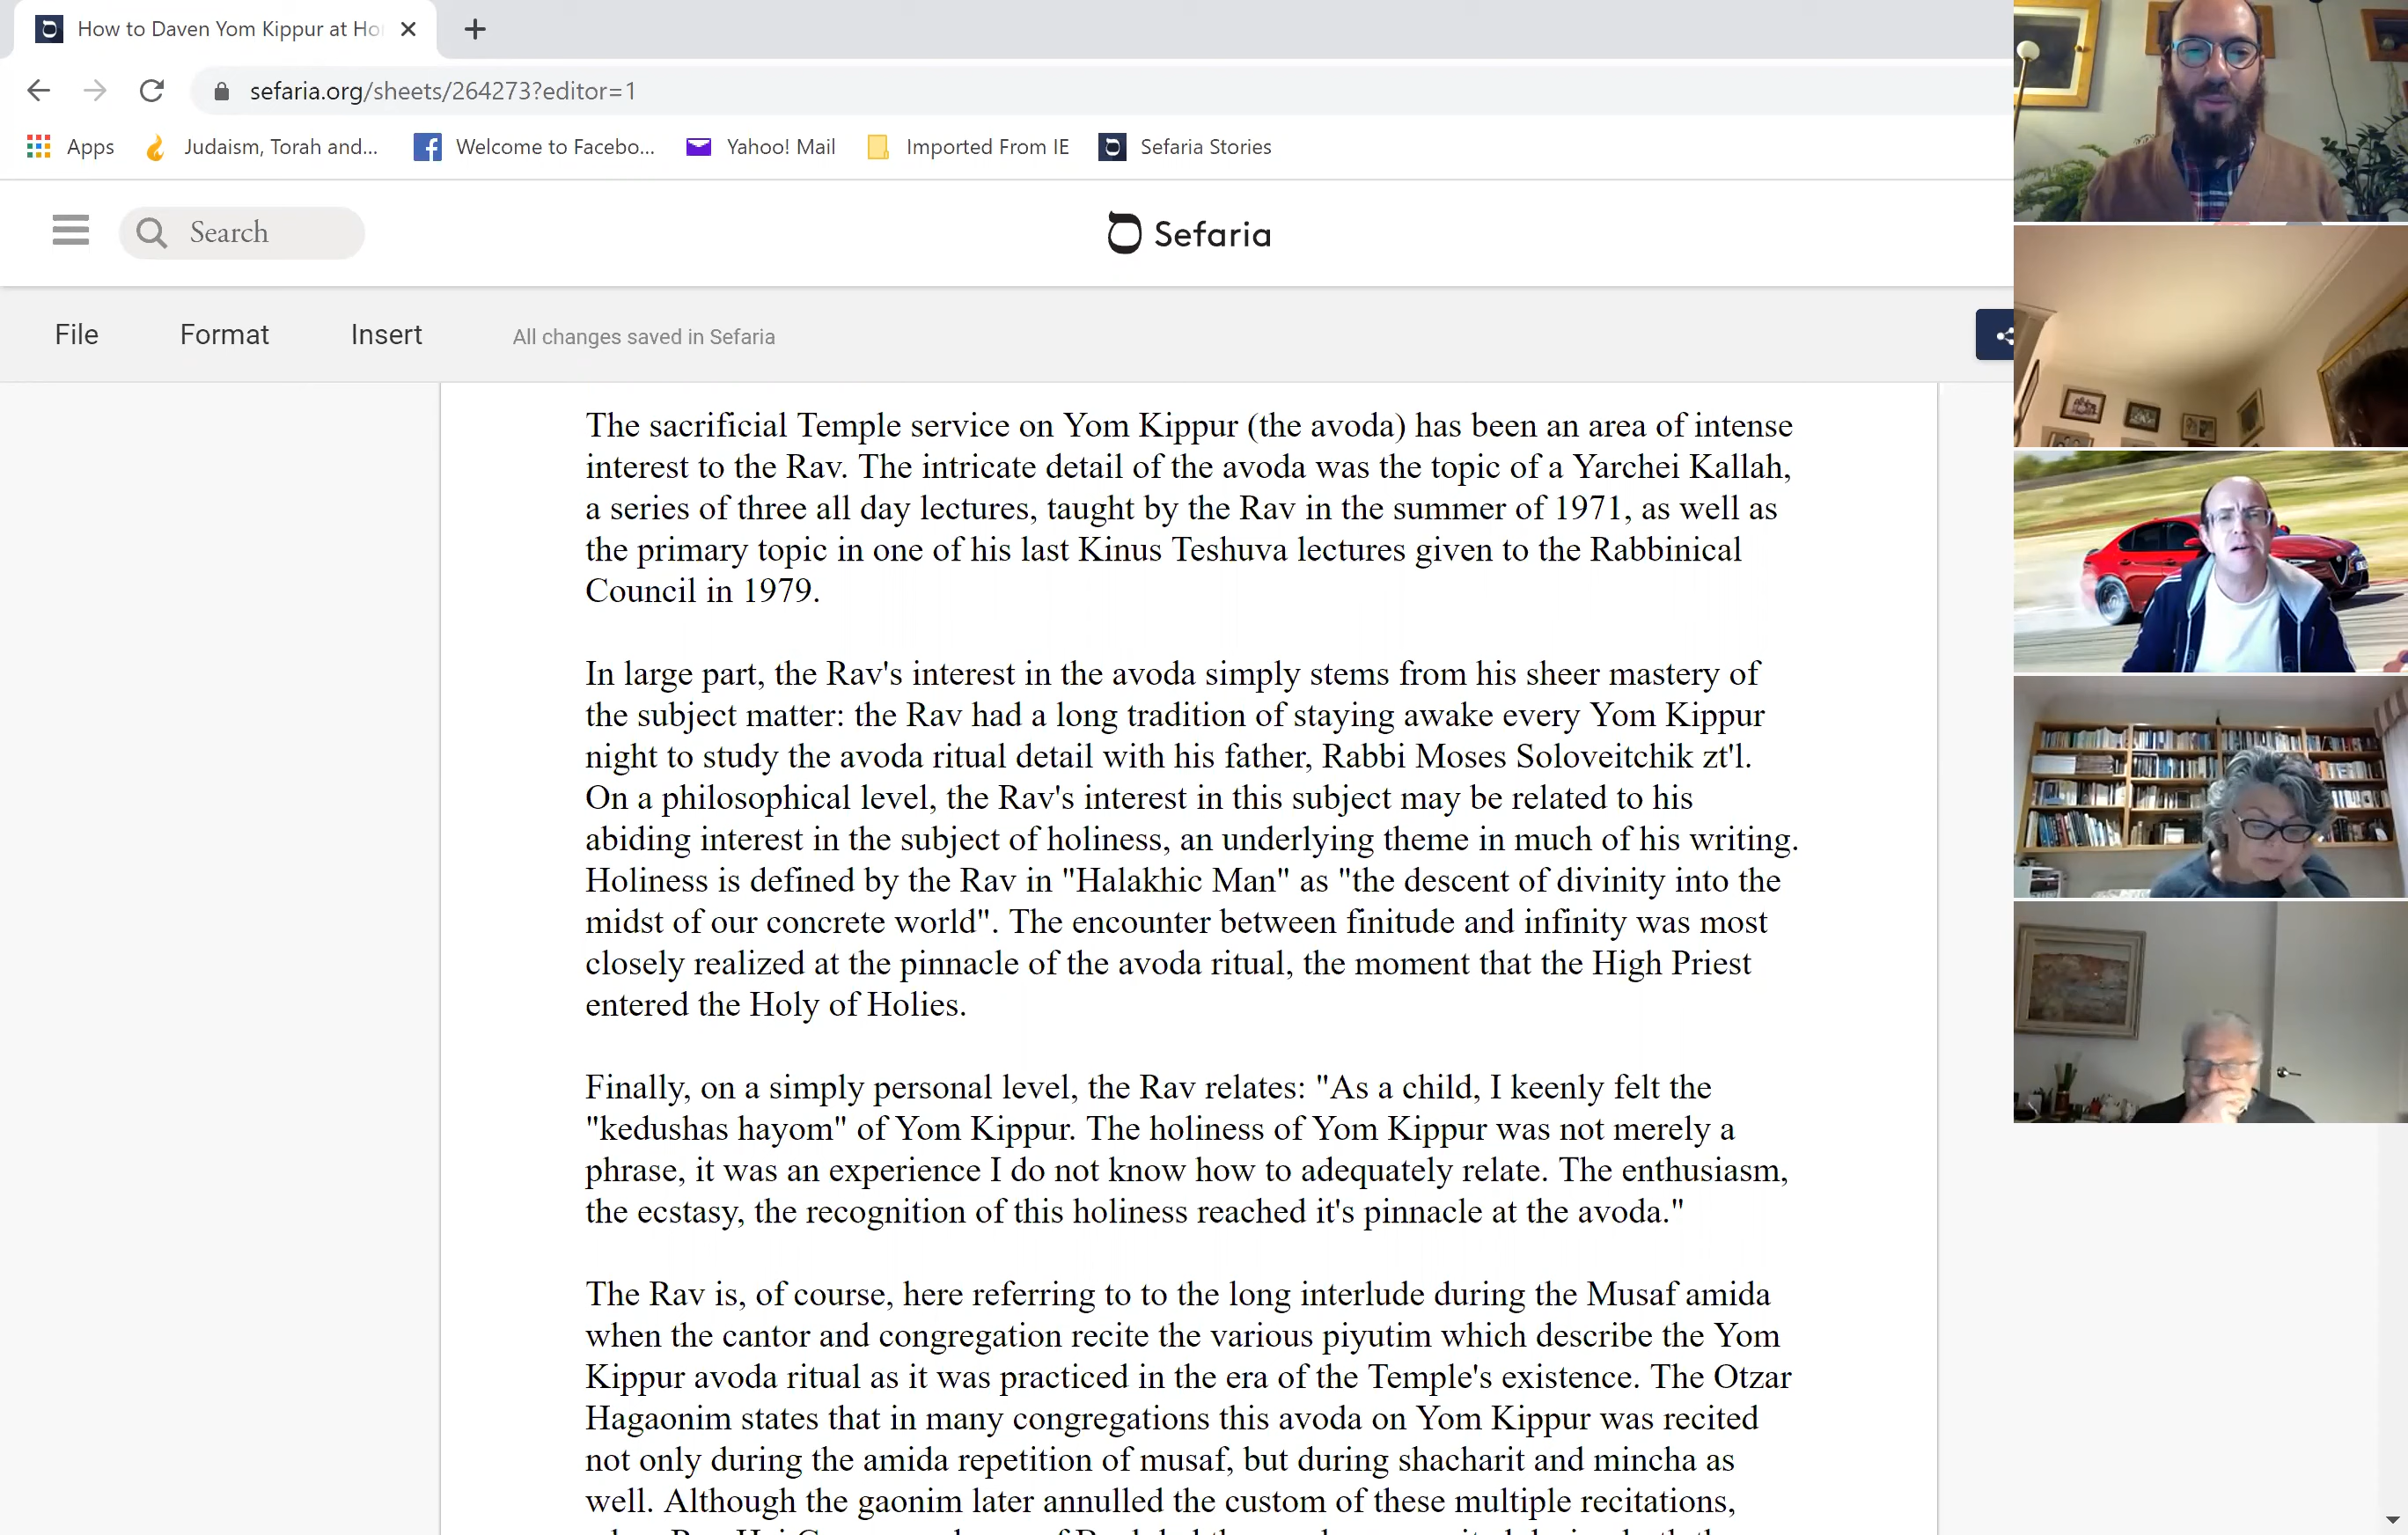 How to Daven Yom Kippur at Ho
sefaria.org/sheets/264273?editor=1
Apps
Judaism, Torah and...
Welcome to Facebo...
Yahoo! Mail
Imported From IE
Sefaria Stories
Search
Sefaria
File
Format
Insert
All changes saved in Sefaria
The sacrificial Temple service on Yom Kippur (the avoda) has been an area of intense
interest to the Rav. The intricate detail of the avoda was the topic of a Yarchei Kallah,
a series of three all day lectures, taught by the Rav in the summer of 1971, as well as
the primary topic in one of his last Kinus Teshuva lectures given to the Rabbinical
Council in 1979.
In large part, the Rav's interest in the avoda simply stems from his sheer mastery of
the subject matter: the Rav had a long tradition of staying awake every Yom Kippur
night to study the avoda ritual detail with his father, Rabbi Moses Soloveitchik zt'l.
On a philosophical level, the Rav's interest in this subject may be related to his
abiding interest in the subject of holiness, an underlying theme in much of his writing.
Holiness is defined by the Rav in "Halakhic Man" as "the descent of divinity into the
midst of our concrete world". The encounter between finitude and infinity was most
closely realized at the pinnacle of the avoda ritual, the moment that the High Priest
entered the Holy of Holies.
Finally, on a simply personal level, the Rav relates: "As a child, I keenly felt the
"kedushas hayom" of Yom Kippur. The holiness of Yom Kippur was not merely a
phrase, it was an experience I do not know how to adequately relate. The enthusiasm,
the ecstasy, the recognition of this holiness reached it's pinnacle at the avoda."
The Rav is, of course, here referring to to the long interlude during the Musaf amida
when the cantor and congregation recite the various piyutim which describe the Yom
Kippur avoda ritual as it was practiced in the era of the Temple's existence. The Otzar
Hagaonim states that in many congregations this avoda on Yom Kippur was recited
not only during the amida repetition of musaf, but during shacharit and mincha as
well. Although the gaonim later annulled the custom of these multiple recitations,